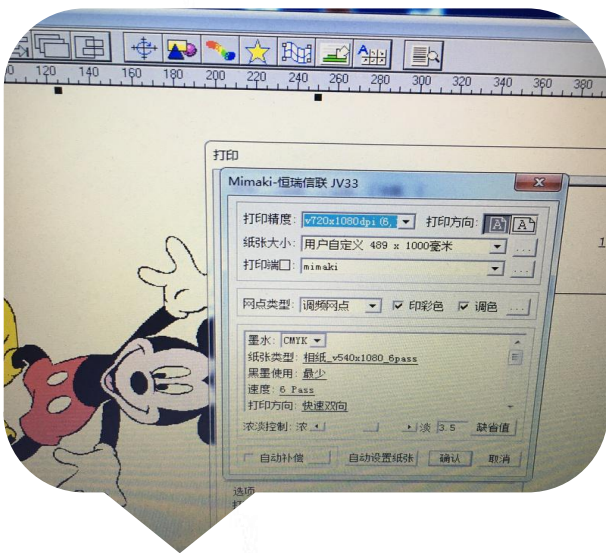 120 140 160 180 200 220 240 260 280 300 320 340 360 380
打印
Mimaki-恒瑞信联 JV33
打印精度: v720x1080dpi(6, 打印方向: A A
纸张大小: 用户自定义 489 x 1000毫米 ...
打印端口: mimaki ...
网点类型: 调频网点 印彩色 调色 ...
墨水: CMYK
纸张类型: 相纸_v540x1080_6pass
黑墨使用: 最少
速度: 6 Pass
打印方向: 快速双向
浓淡控制: 浓 淡 3.5 缺省值
自动补偿 自动设置纸张 确认 取消
选项